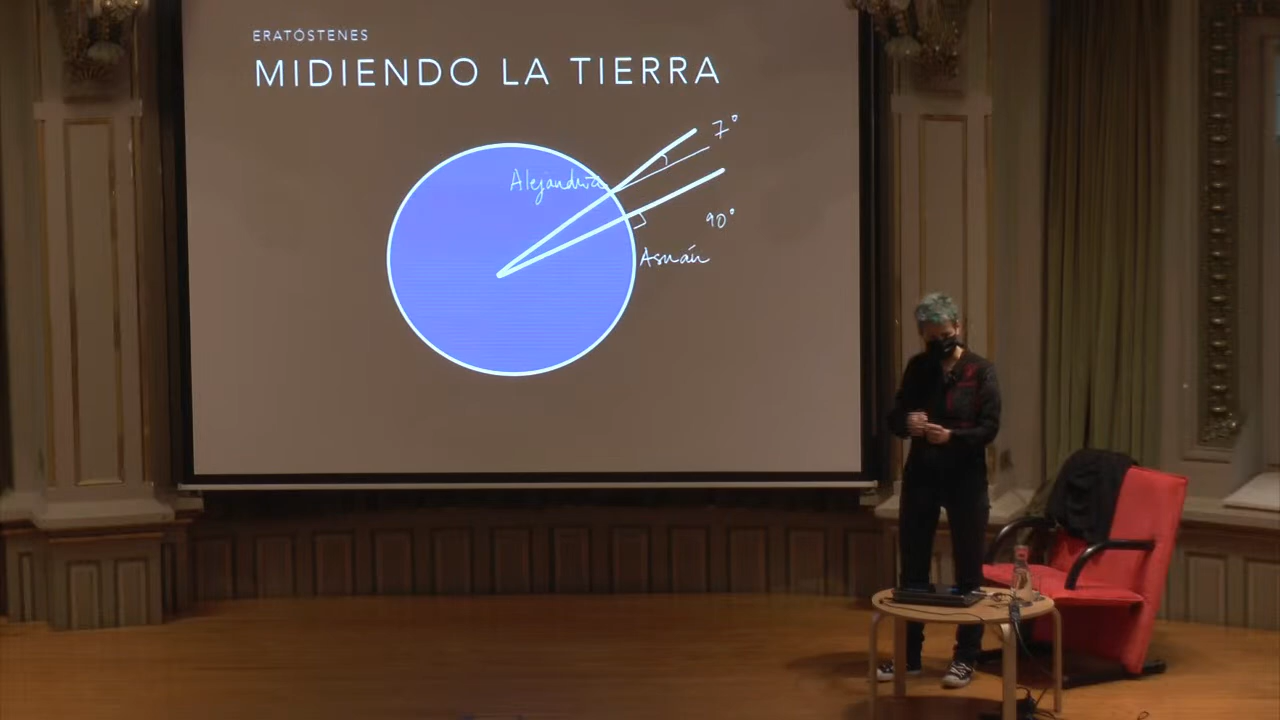 ERATÓSTENES
MIDIENDO LA TIERRA
7°
Alejandría
90°
Asuán